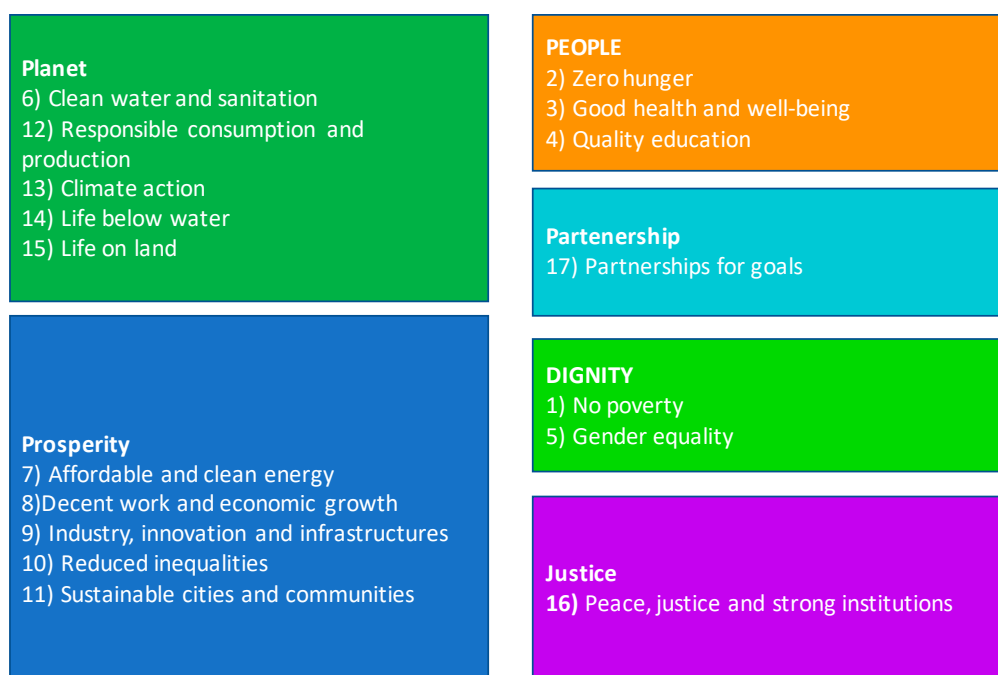 Planet
6) Clean water and sanitation
12) Responsible consumption and
production
13) Climate action
14) Life below water
15) Life on land
Prosperity
7) Affordable and clean energy
8)Decent work and economic growth
9) Industry, innovation and infrastructures
10) Reduced inequalities
11) Sustainable cities and communities
PEOPLE
2) Zero hunger
3) Good health and well-being
4) Quality education
Partenership
17) Partnerships for goals
DIGNITY
1) No poverty
5) Gender equality
Justice
16) Peace, justice and strong institutions